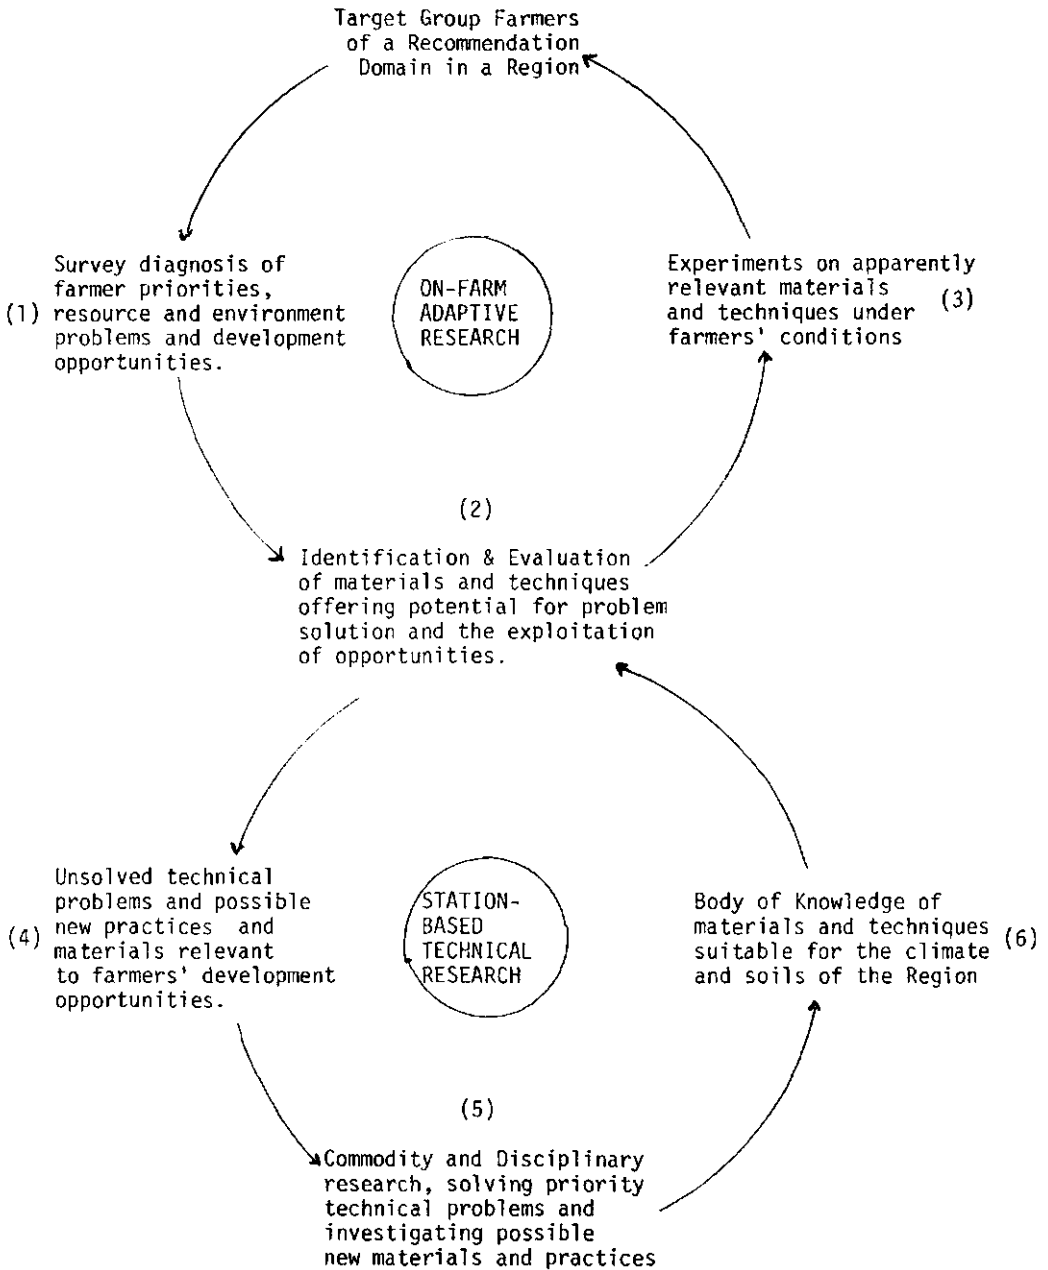 Target Group Farmers
of a Recommendation
Domain in a Region
Survey diagnosis of
farmer priorities,
(1) resource and environment
problems and development
opportunities.
ON-FARM
ADAPTIVE
RESEARCH
Experiments on apparently
relevant materials
and techniques under (3)
farmers' conditions
(2)
Identification & Evaluation
of materials and techniques
offering potential for problem
solution and the exploitation
of opportunities.
Unsolved technical
problems and possible
(4) new practices and
materials relevant
to farmers' development
opportunities.
STATION-
BASED
TECHNICAL
RESEARCH
Body of Knowledge of
materials and techniques
suitable for the climate (6)
and soils of the Region
(5)
Commodity and Disciplinary
research, solving priority
technical problems and
investigating possible
new materials and practices